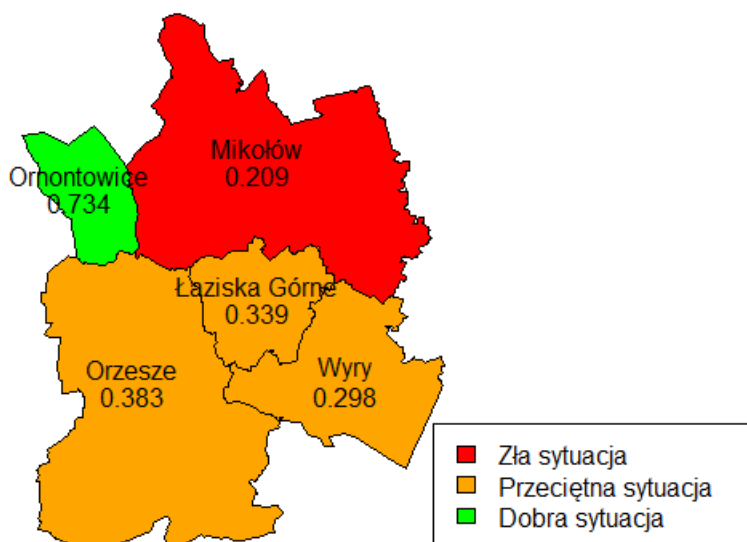 Mikołów
0.209
Ornontowice
0.734
Łaziska Górne
0.339
Orzesze
0.383
Wyry
0.298
Zła sytuacja
Przeciętna sytuacja
Dobra sytuacja